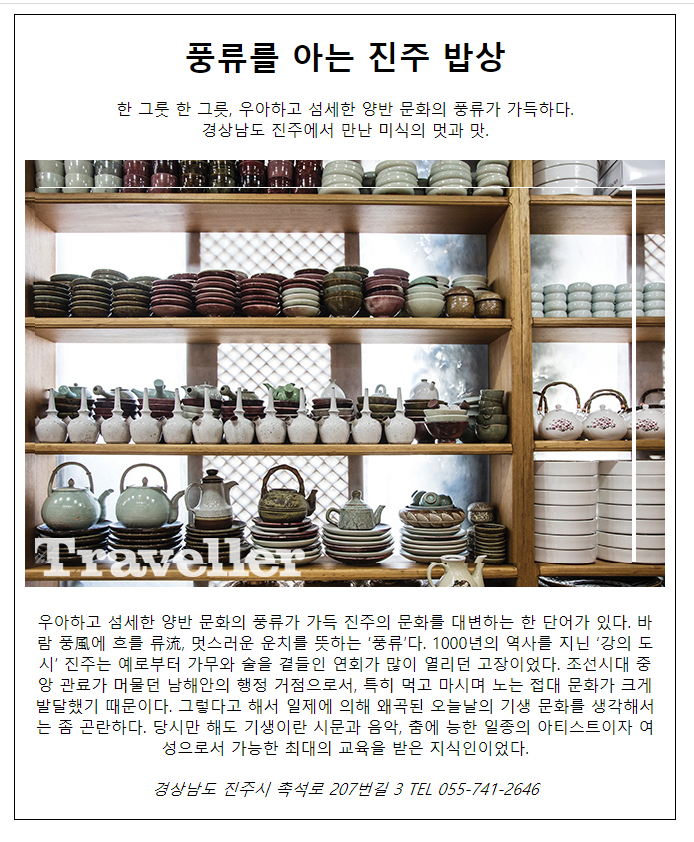 풍류를 아는 진주 밥상
한 그룻 한 그릇, 우아하고 섬세한 양반 문화의 풍류가 가득하다.
경상남도 진주에서 만난 미식의 멋과 맛.
Traveller
우아하고 섬세한 양반 문화의 풍류가 가득 진주의 문화를 대변하는 한 단어가 있다. 바
람 풍風에 흐를 류流, 멋스러운 운치를 뜻하는 ‘풍류’다. 1000년의 역사를 지닌 ‘강의 도
시’ 진주는 예로부터 가무와 술을 곁들인 연회가 많이 열리던 고장이었다. 조선시대 중
앙 관료가 머물던 남해안의 행정 거점으로서, 특히 먹고 마시며 노는 접대 문화가 크게
발달했기 때문이다. 그렇다고 해서 일제에 의해 왜곡된 오늘날의 기생 문화를 생각해서
는 좀 곤란하다. 당시만 해도 기생이란 시문과 음악, 춤에 능한 일종의 아티스트이자 여
성으로서 가능한 최대의 교육을 받은 지식인이었다.
경상남도 진주시 촉석로 207번길 3 TEL 055-741-2646